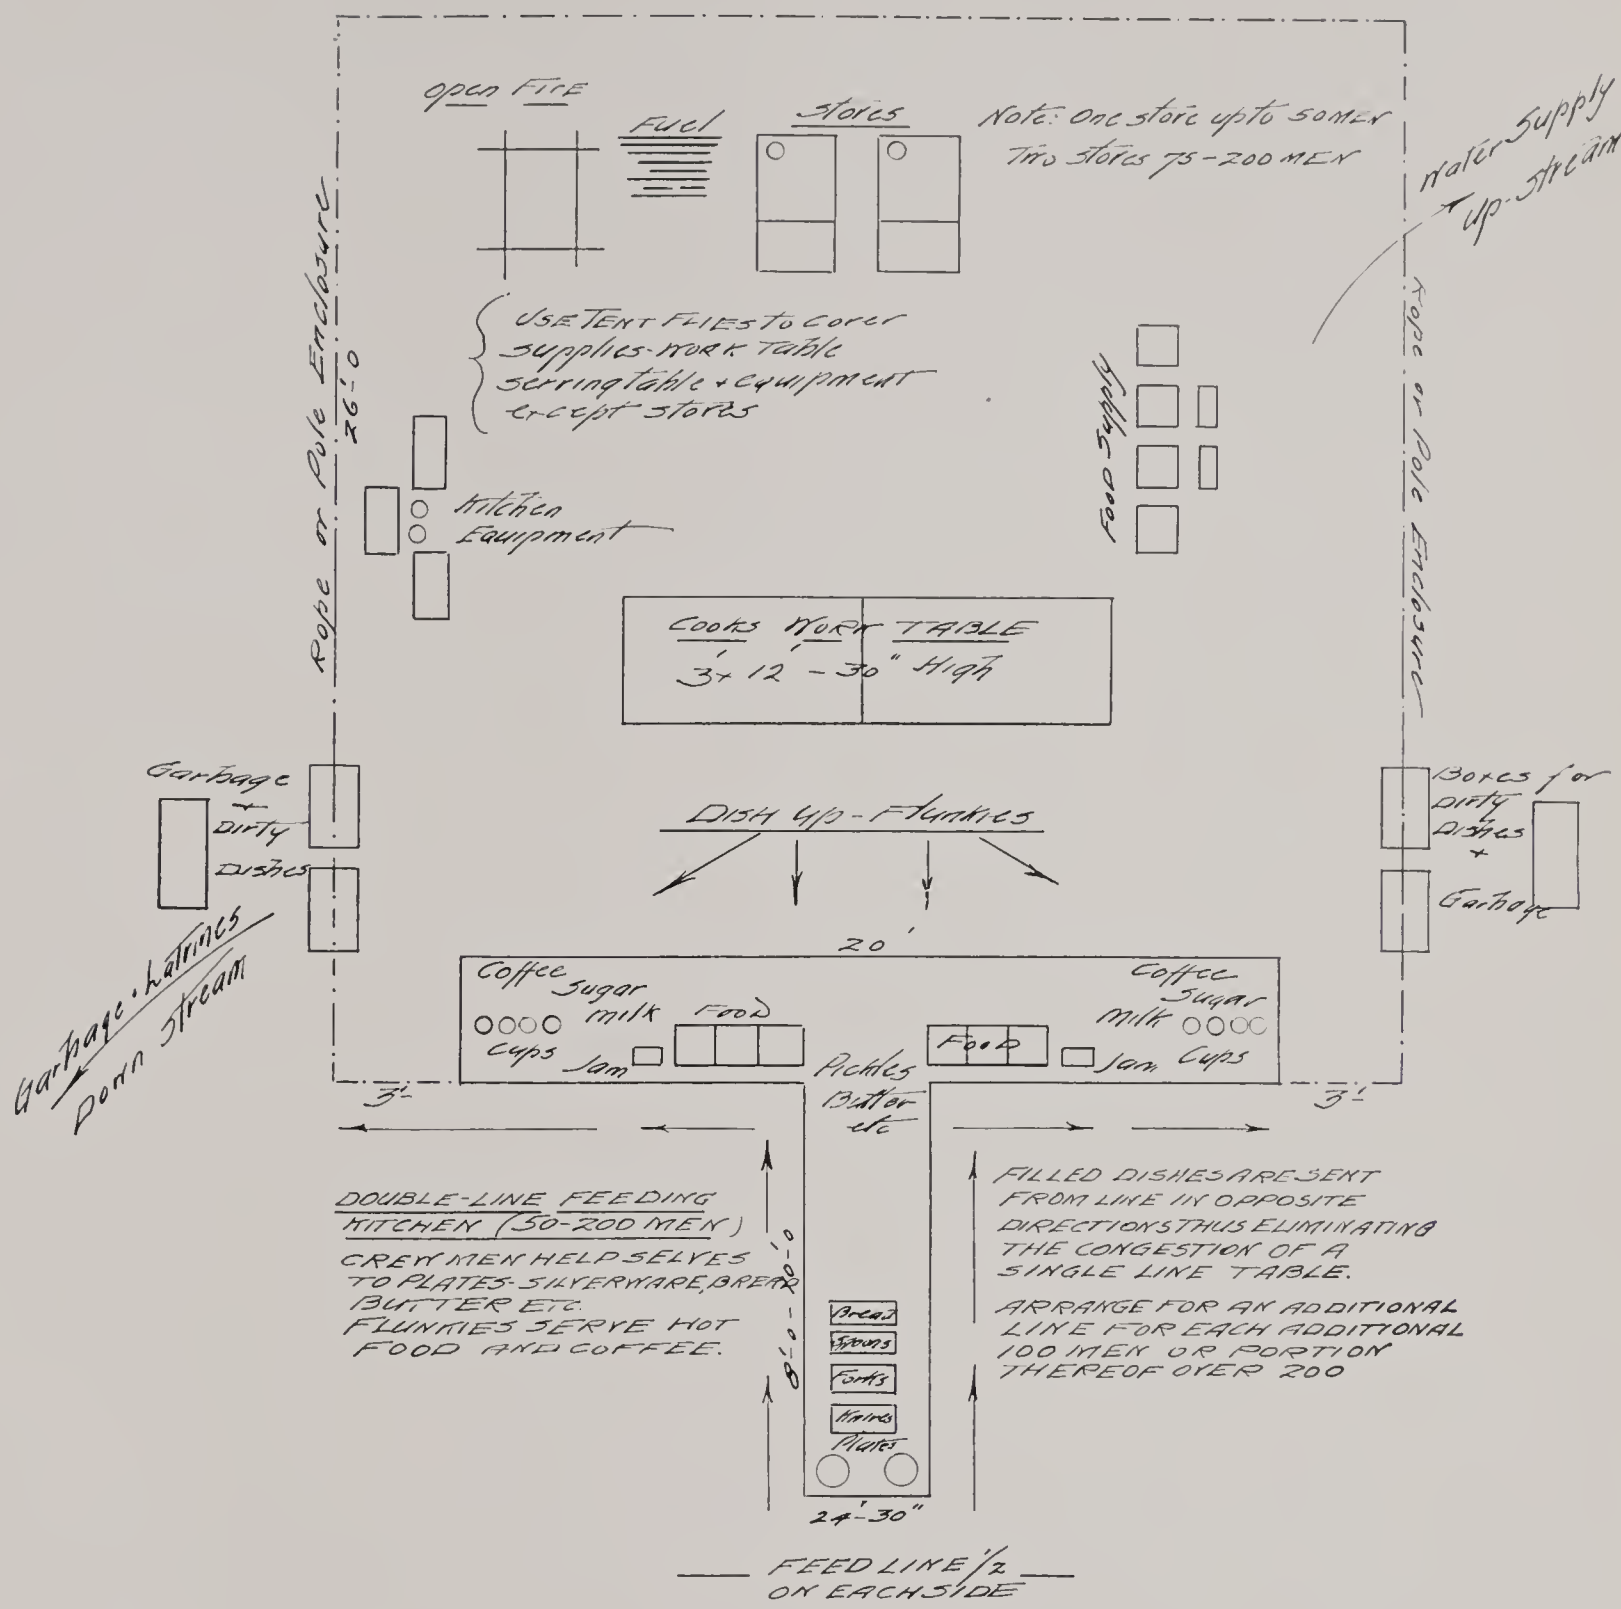 Open FIRE
Fuel
Stoves
Note: One stove up to 50 MEN
Two stoves 75-200 MEN
Water Supply
Up-stream
Rope or Pole Enclosure
26'-0
USE TENT FLIES to cover
supplies-WORK Table
serving table + equipment
except stoves
Kitchen
Equipment
FOOD Supply
Rope or Pole Enclosure
COOKS WORK TABLE
3' x 12' - 30" High
Garbage
+
Dirty
Dishes
Garbage · Latrines
Down Stream
DISH UP - Flunkies
Boxes for
Dirty
Dishes
+
Garbage
20'
Coffee
Sugar
Milk
Cups
Jam
FOOD
Pickles
Butter
etc
FOOD
Coffee
Sugar
Milk
Jam
Cups
3'-
3'-
DOUBLE-LINE FEEDING
KITCHEN (50-200 MEN)
CREW MEN HELP SELVES
TO PLATES-SILVERWARE, BREAD
BUTTER ETC.
FLUNKIES SERVE HOT
FOOD AND COFFEE.
8'-0 - 20'-0
Bread
Spoons
Forks
Knives
Plates
24'-30"
FILLED DISHES ARE SENT
FROM LINE IN OPPOSITE
DIRECTIONS THUS ELIMINATING
THE CONGESTION OF A
SINGLE LINE TABLE.
ARRANGE FOR AN ADDITIONAL
LINE FOR EACH ADDITIONAL
100 MEN OR PORTION
THEREOF OVER 200
FEED LINE 1/2
ON EACH SIDE